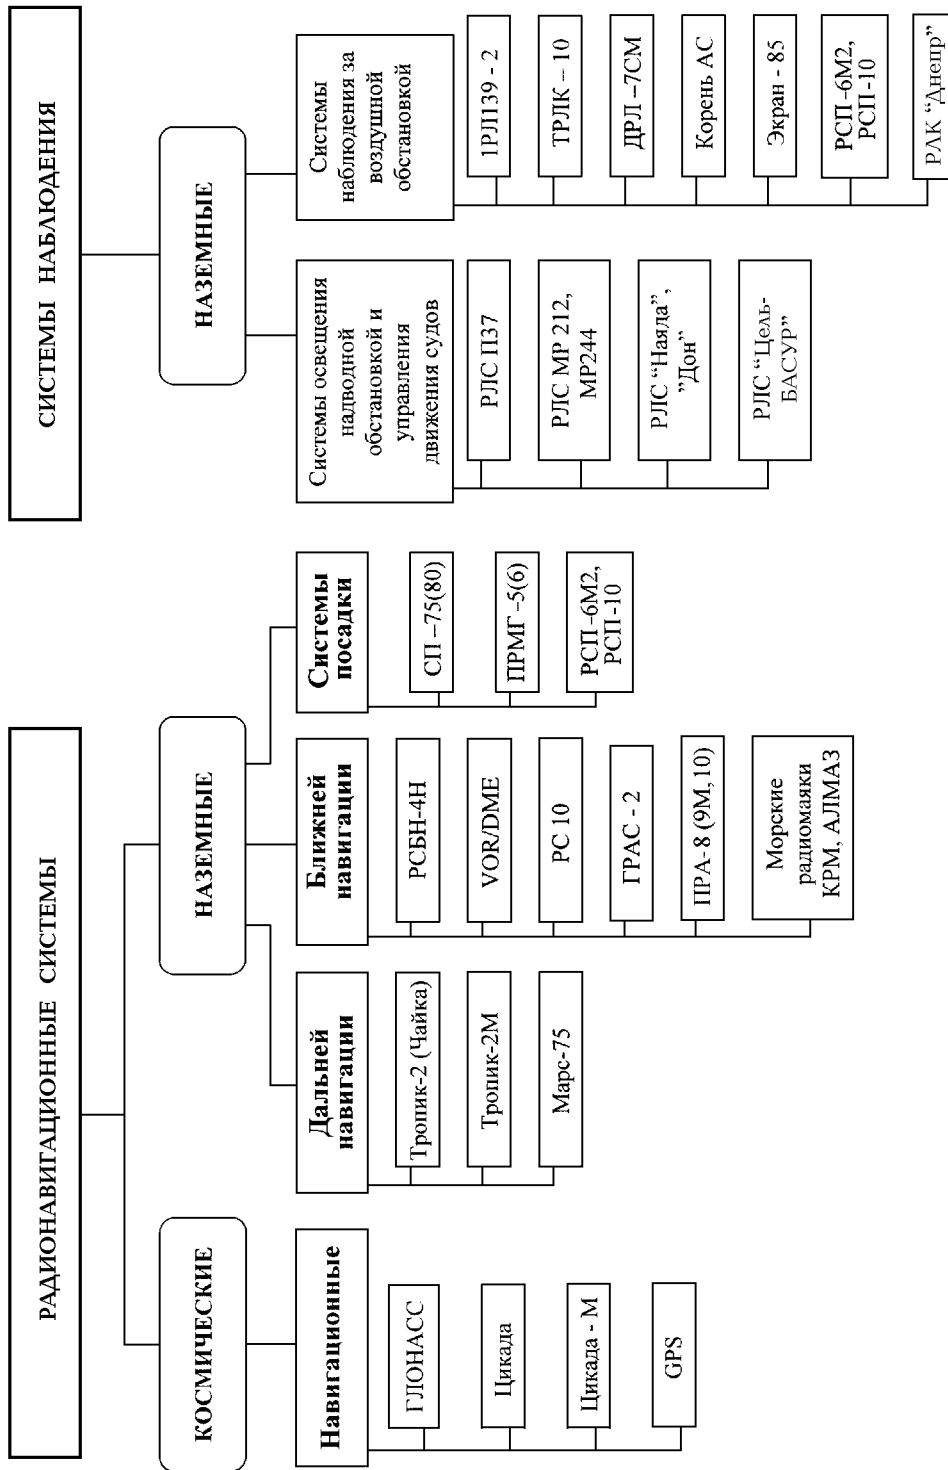 РАДИОНАВИГАЦИОННЫЕ СИСТЕМЫ
КОСМИЧЕСКИЕ
Навигационные
ГЛОНАСС
Цикада
Цикада - М
GPS
НАЗЕМНЫЕ
Дальней
навигации
Тропик-2 (Чайка)
Тропик-2М
Марс-75
Ближней
навигации
РСБН-4Н
VOR/DME
РС 10
ГРАС - 2
ПРА-8 (9М,10)
Морские
радиомаяки
КРМ, АЛМАЗ
Системы
посадки
СП –75(80)
ПРМГ –5(6)
РСП -6М2,
РСП-10
СИСТЕМЫ НАБЛЮДЕНИЯ
НАЗЕМНЫЕ
Системы освещения
надводной
обстановкой и
управления
движения судов
РЛС П37
РЛС МР 212,
МР244
РЛС “Наяда”,
”Дон”
РЛС “Цель-
БАСУР”
Системы
наблюдения за
воздушной
обстановкой
1РЛ139 - 2
ТРЛК – 10
ДРЛ –7СМ
Корень АС
Экран - 85
РСП -6М2,
РСП-10
РЛК “Днепр”